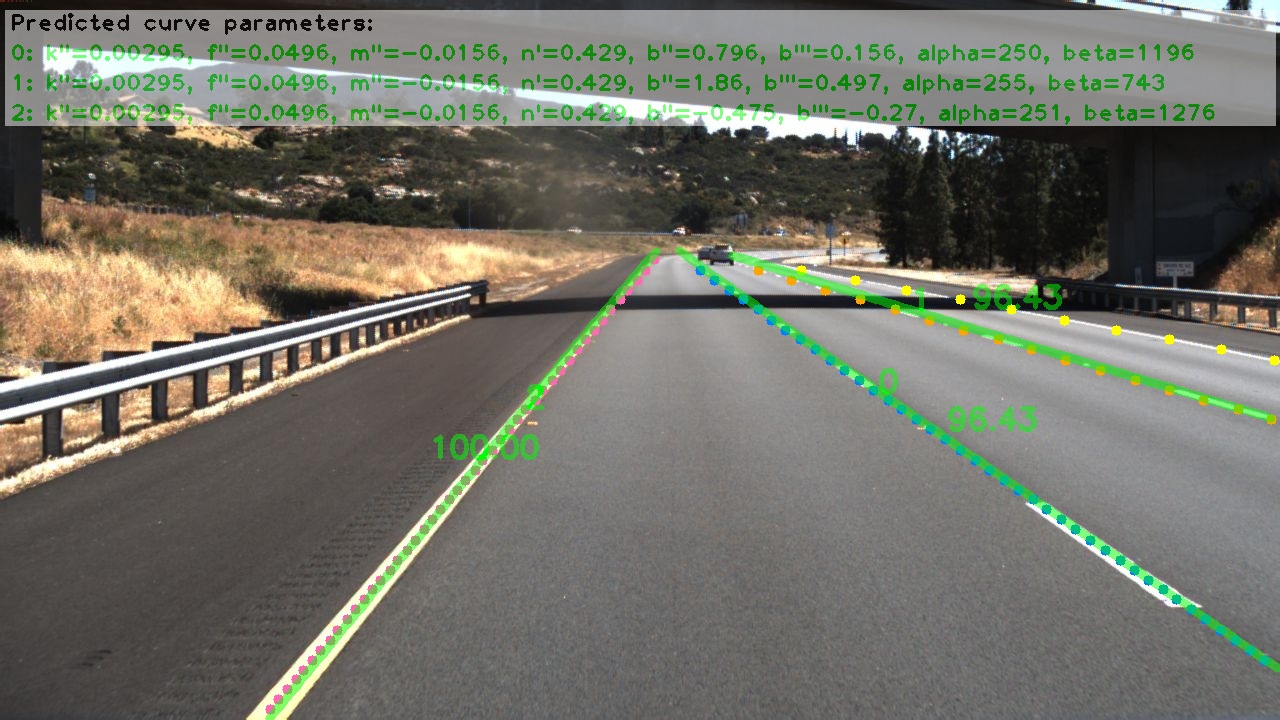 Predicted curve parameters:
0: k''=0.00295, f''=0.0496, m''=-0.0156, n'=0.429, b''=0.796, b'''=0.156, alpha=250, beta=1196
1: k''=0.00295, f''=0.0496, m''=-0.0156, n'=0.429, b''=1.86, b'''=0.497, alpha=255, beta=743
2: k''=0.00295, f''=0.0496, m''=-0.0156, n'=0.429, b''=-0.475, b'''=-0.27, alpha=251, beta=1276
1
96.43
0
2
96.43
100.00